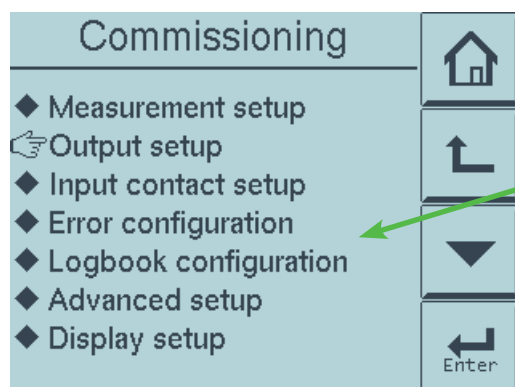 Commissioning
Measurement setup
Output setup
Input contact setup
Error configuration
Logbook configuration
Advanced setup
Display setup
Enter